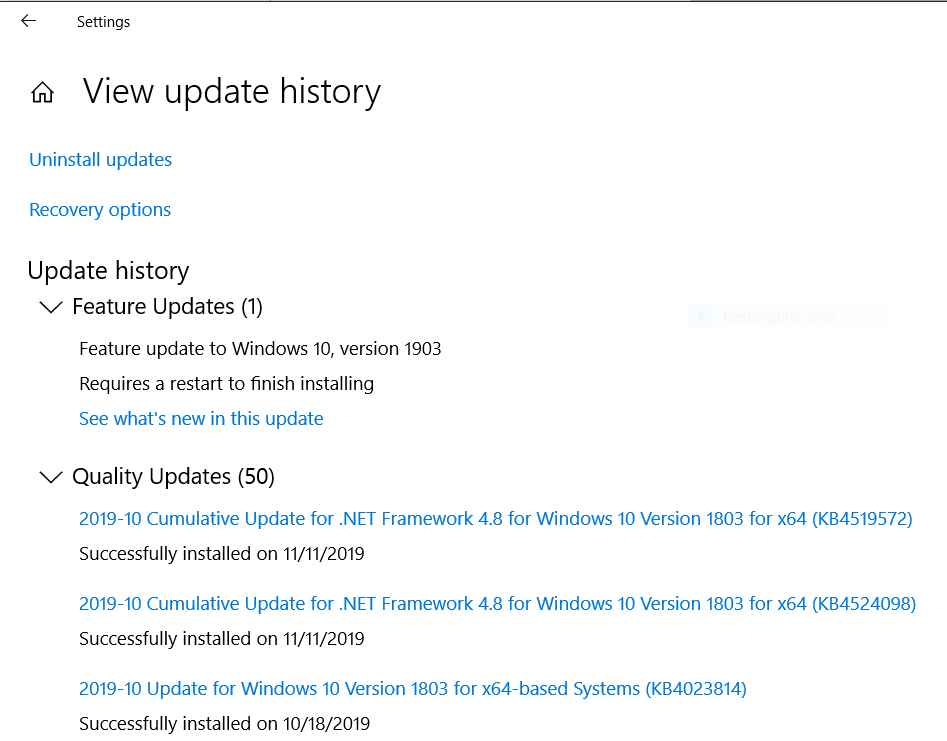 Settings
View update history
Uninstall updates
Recovery options
Update history
Feature Updates (1)
Rectangular Snip
Feature update to Windows 10, version 1903
Requires a restart to finish installing
See what's new in this update
Quality Updates (50)
2019-10 Cumulative Update for .NET Framework 4.8 for Windows 10 Version 1803 for x64 (KB4519572)
Successfully installed on 11/11/2019
2019-10 Cumulative Update for .NET Framework 4.8 for Windows 10 Version 1803 for x64 (KB4524098)
Successfully installed on 11/11/2019
2019-10 Update for Windows 10 Version 1803 for x64-based Systems (KB4023814)
Successfully installed on 10/18/2019